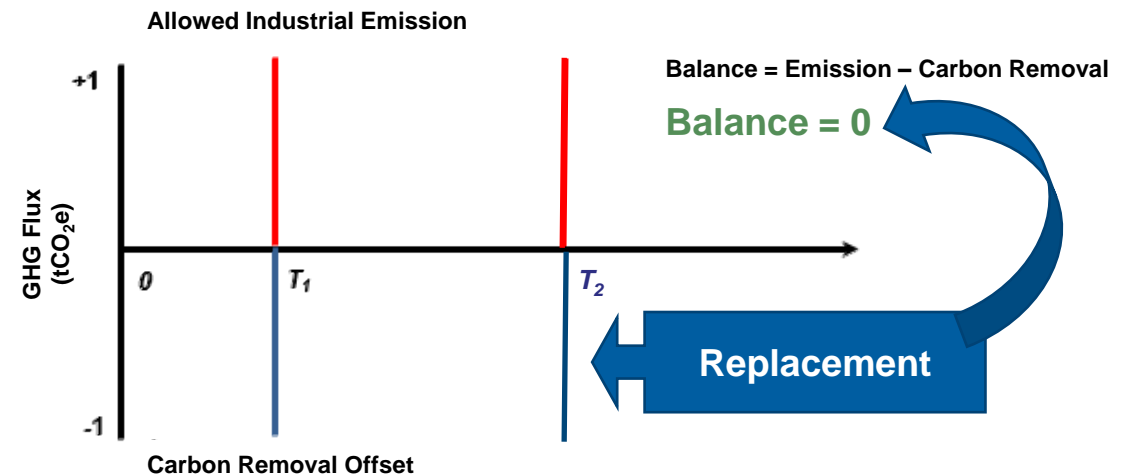 Allowed Industrial Emission
+1
Balance = Emission – Carbon Removal
Balance = 0
GHG Flux
(tCO₂e)
0
T₁
T₂
Replacement
-1
Carbon Removal Offset